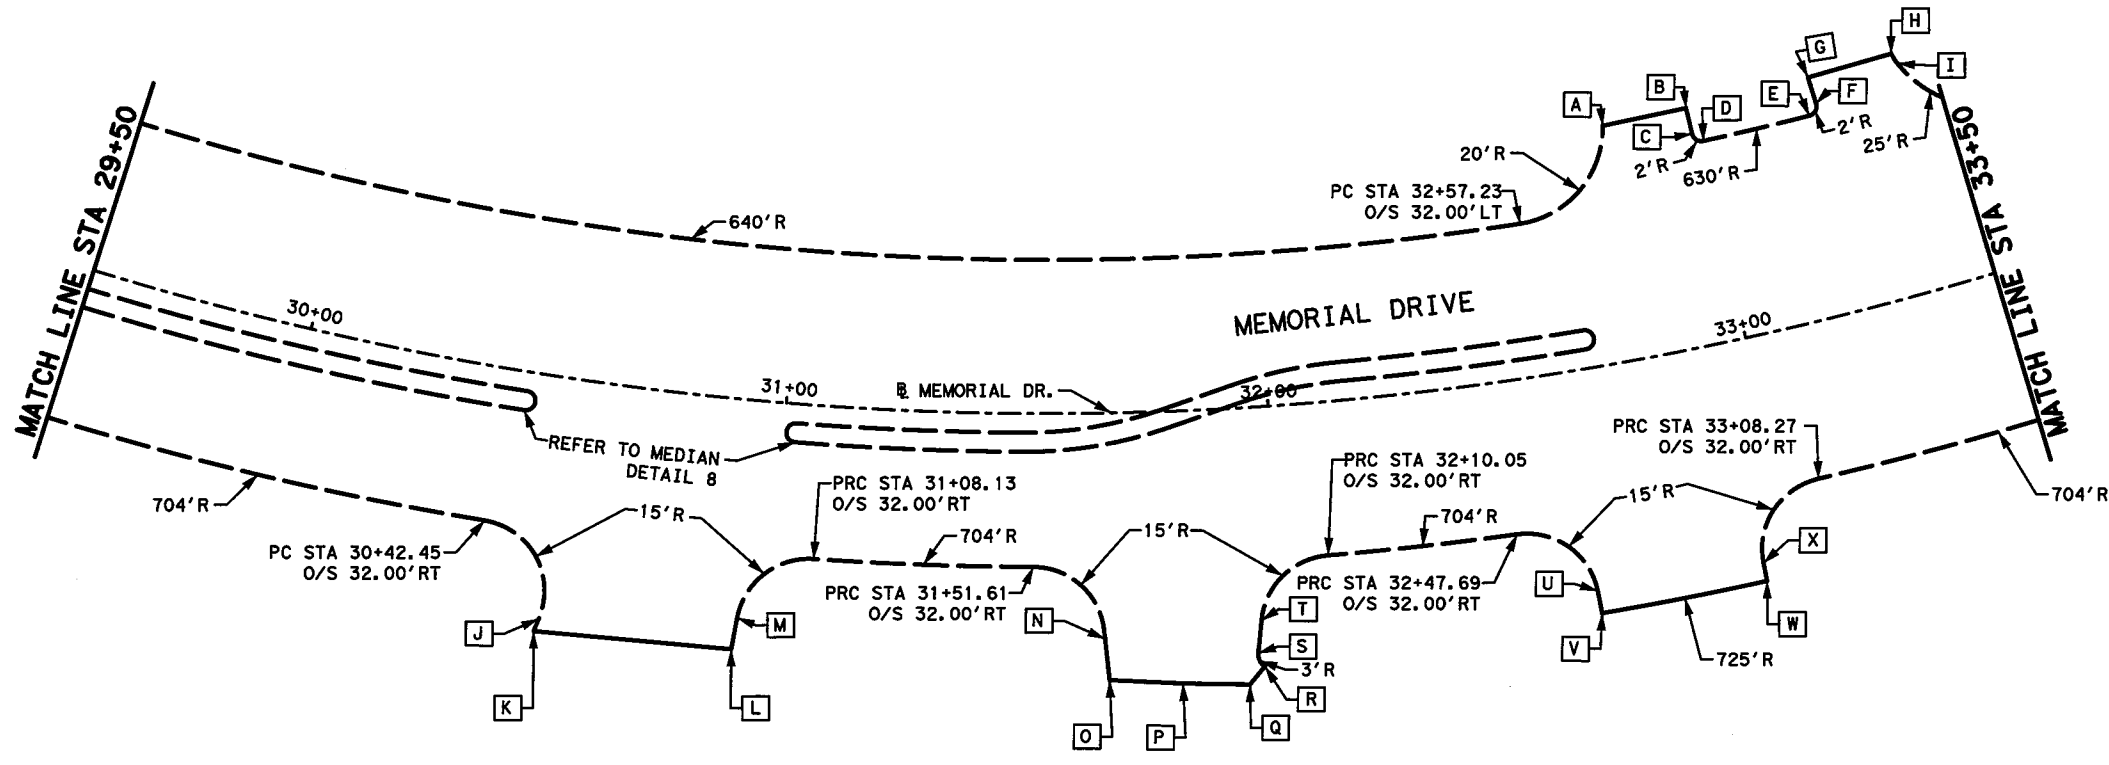 MATCH LINE STA 29+50
640'R
30+00
31+00
℄ MEMORIAL DR.
MEMORIAL DRIVE
32+00
33+00
REFER TO MEDIAN
DETAIL 8
PC STA 32+57.23
O/S 32.00'LT
20'R
A
B
C
D
2'R
630'R
E
F
2'R
G
H
I
25'R
MATCH LINE STA 33+50
704'R
PC STA 30+42.45
O/S 32.00'RT
15'R
J
K
L
M
PRC STA 31+08.13
O/S 32.00'RT
704'R
PRC STA 31+51.61
O/S 32.00'RT
15'R
N
O
P
Q
R
3'R
S
T
PRC STA 32+10.05
O/S 32.00'RT
704'R
PRC STA 32+47.69
O/S 32.00'RT
15'R
U
V
725'R
W
X
PRC STA 33+08.27
O/S 32.00'RT
704'R